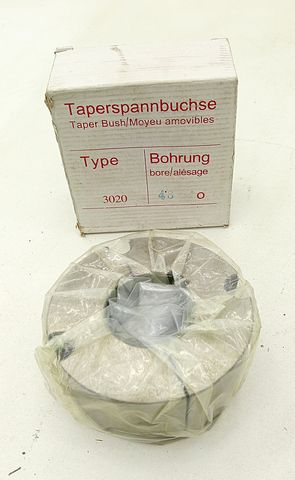 Taperspannbuchse
Taper Bush/Moyeu amovibles
Type Bohrung
bore/alésage
3020 O